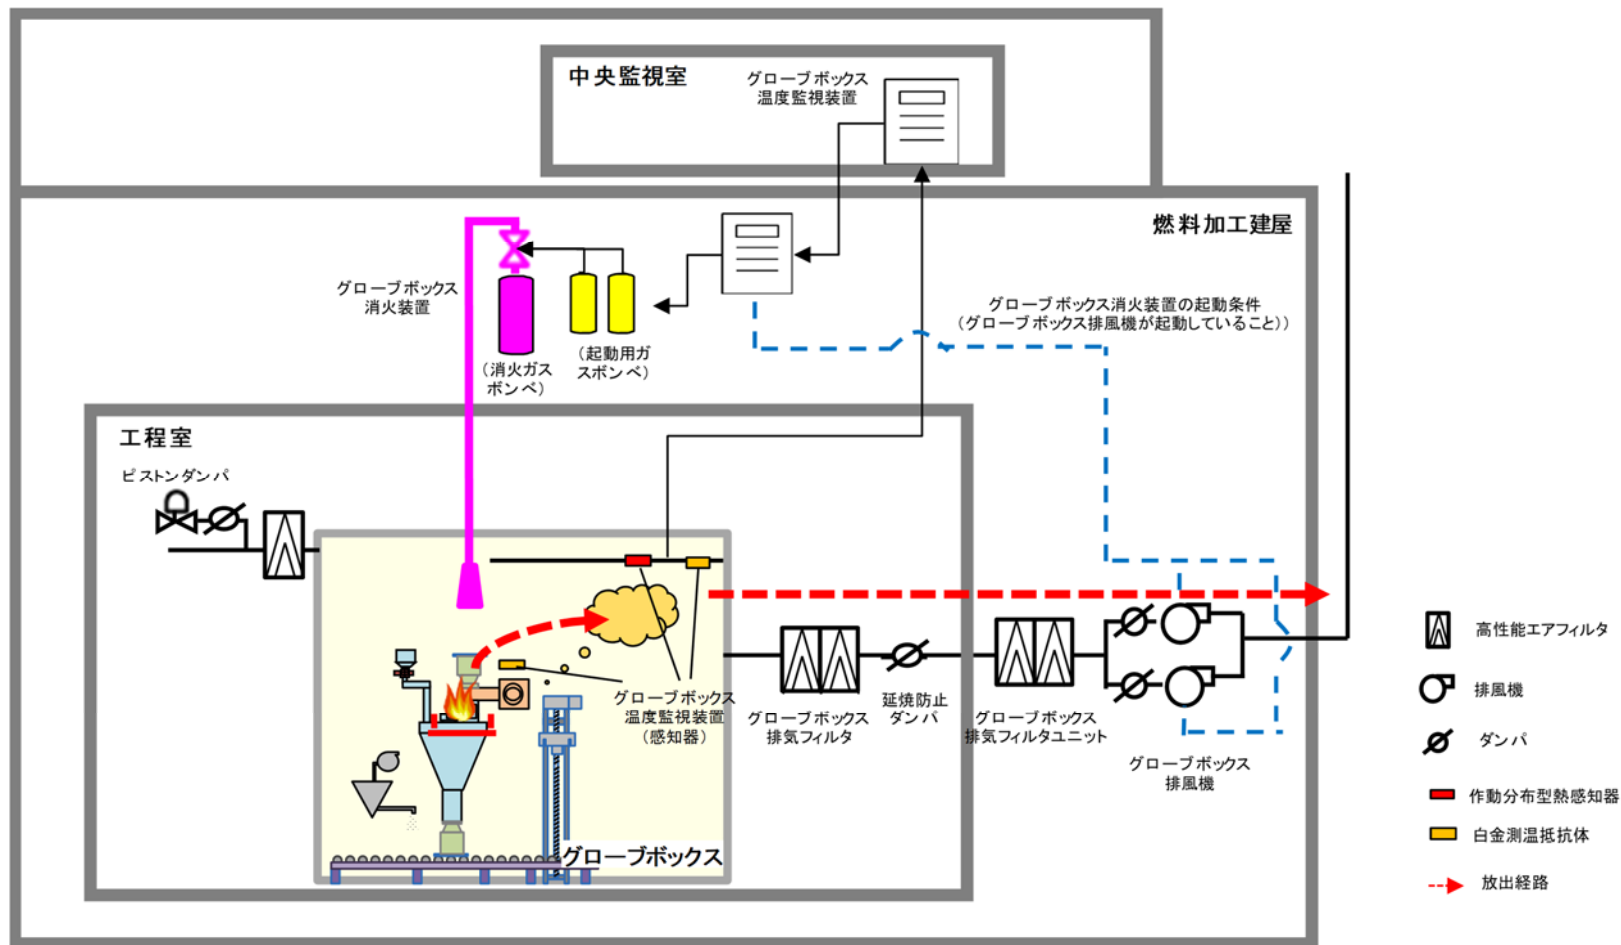 中央監視室
グローブボックス
温度監視装置
燃料加工建屋
グローブボックス
消火装置
グローブボックス消火装置の起動条件
（グローブボックス排風機が起動していること））
（消火ガス
ボンベ）
（起動用ガ
スボンベ）
工程室
ピストンダンパ
グローブボックス
温度監視装置
（感知器）
グローブボックス
排気フィルタ
延焼防止
ダンパ
グローブボックス
排気フィルタユニット
グローブボックス
排風機
グローブボックス
高性能エアフィルタ
排風機
ダンパ
作動分布型熱感知器
白金測温抵抗体
放出経路